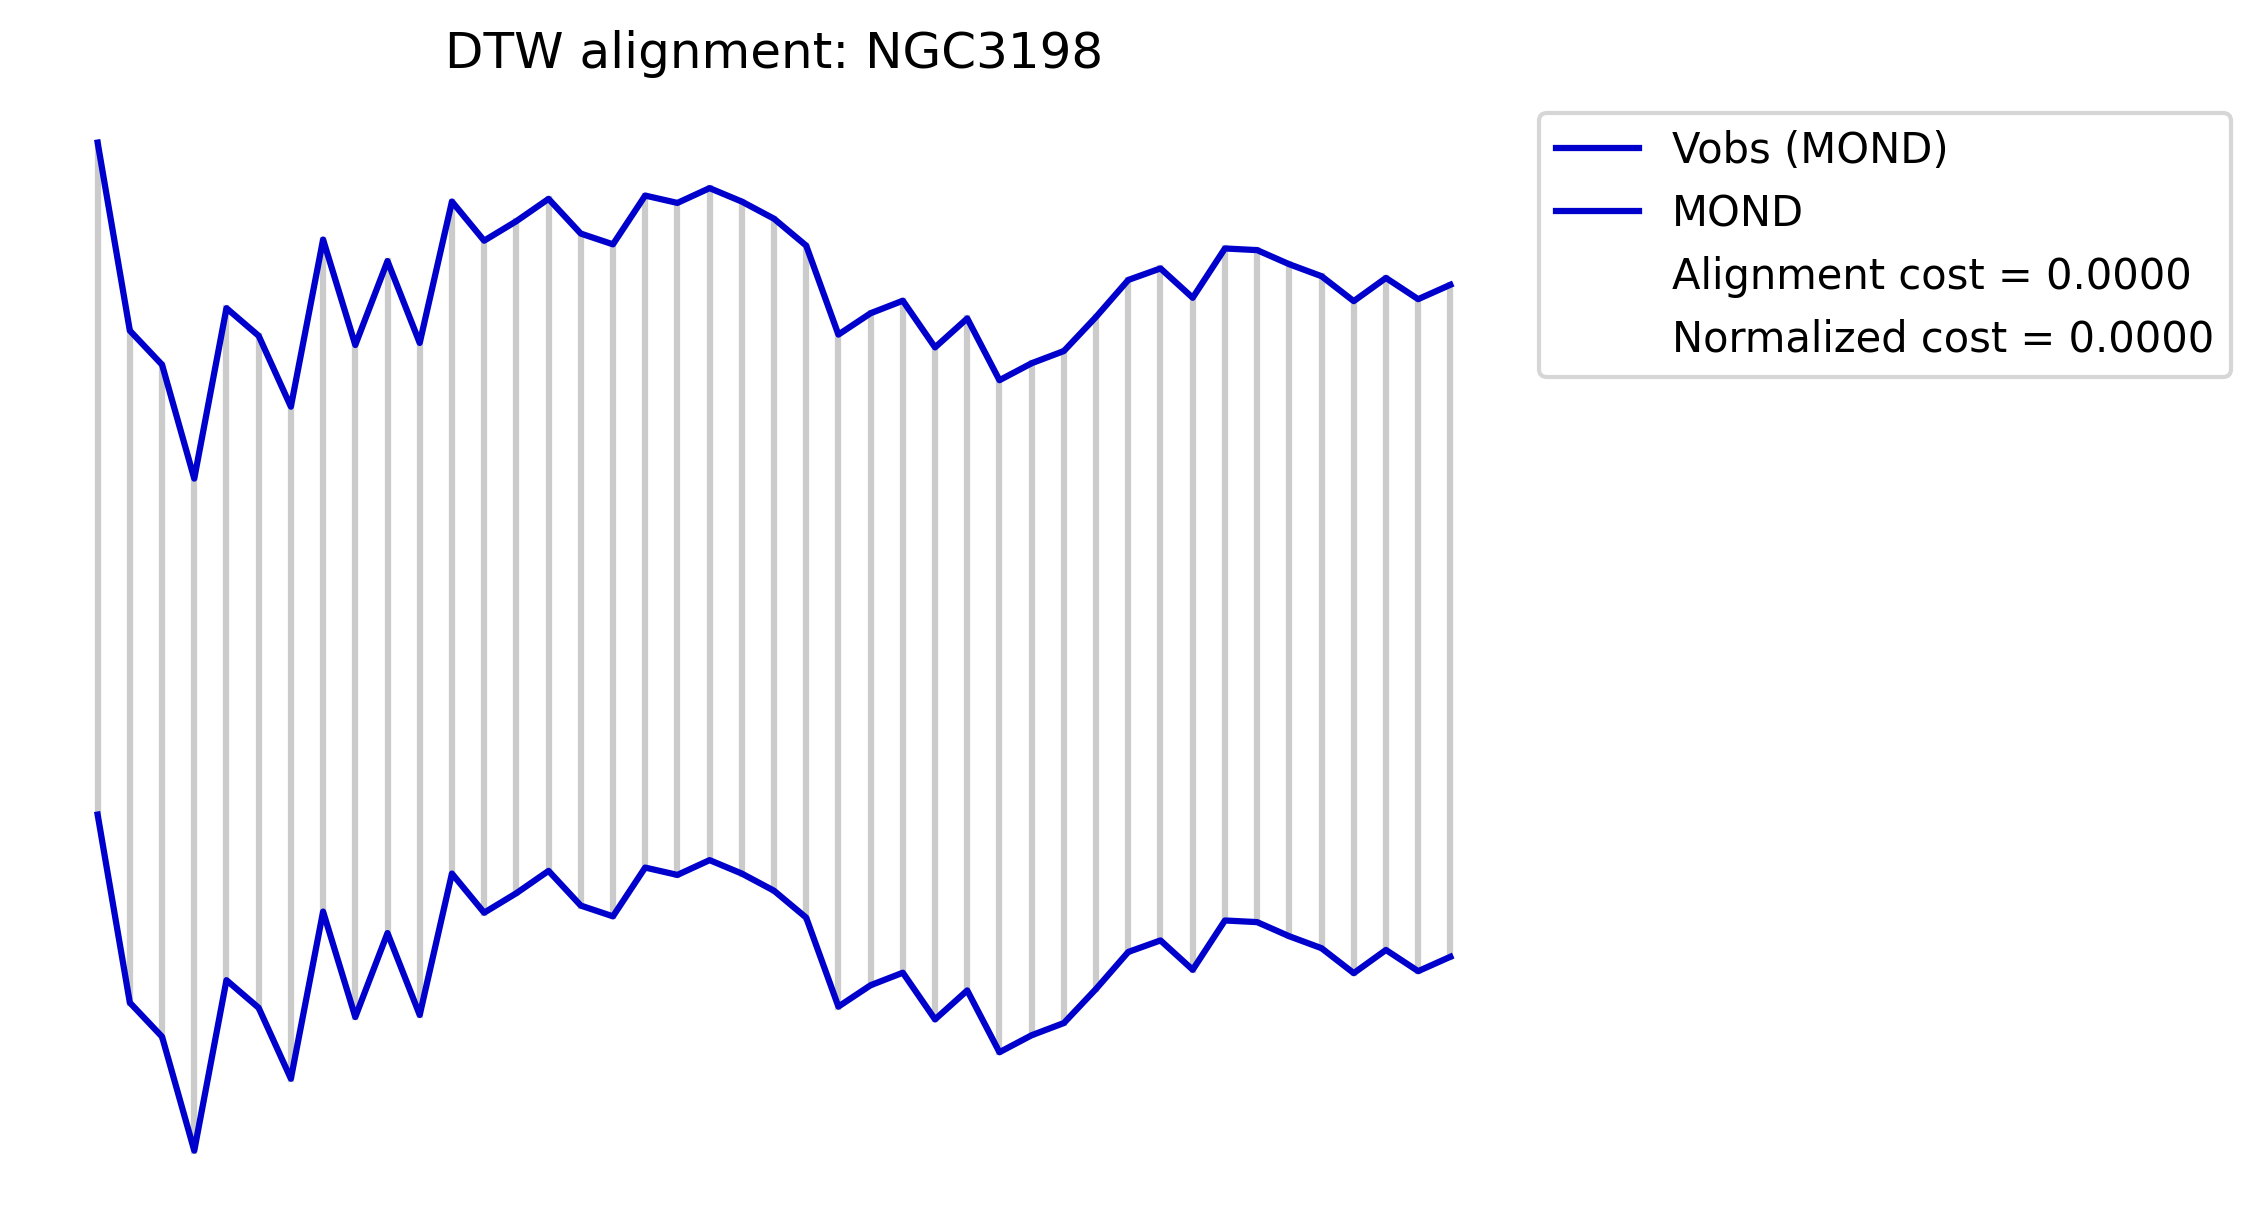 DTW alignment: NGC3198
Vobs (MOND)
MOND
Alignment cost = 0.0000
Normalized cost = 0.0000